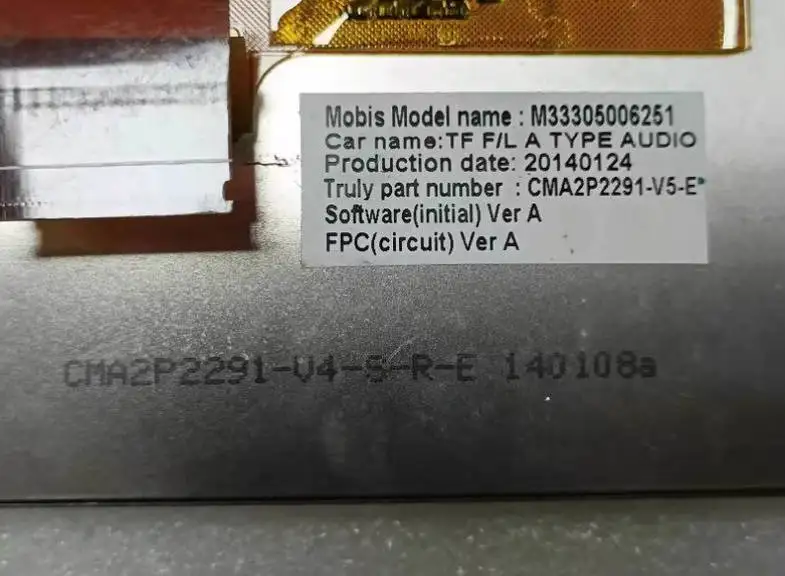 Mobis Model name : M33305006251
Car name:TF F/L A TYPE AUDIO
Production date: 20140124
Truly part number : CMA2P2291-V5-E
Software(initial) Ver A
FPC(circuit) Ver A
CMA2P2291-V4-S-R-E 140108a